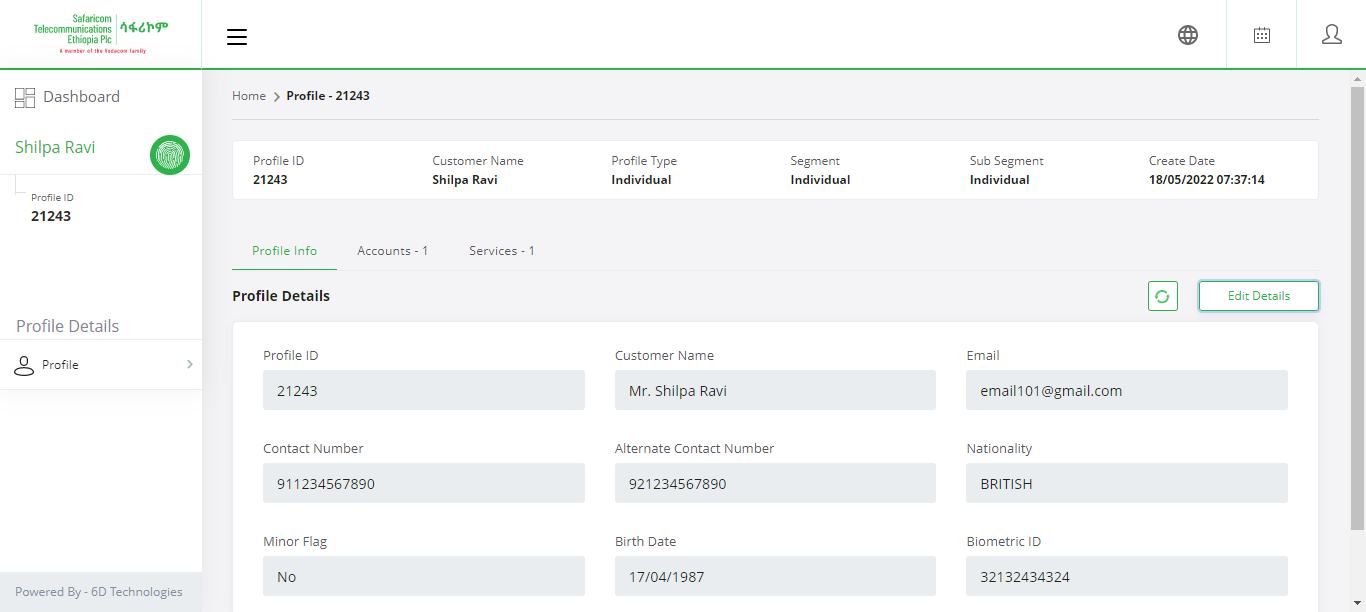 Safaricom
Telecommunications
Ethiopia Plc
ሳፋሪኮም
A member of the Vodacom family
Dashboard
Shilpa Ravi
Profile ID
21243
Profile Details
Profile
Powered By - 6D Technologies
Home > Profile - 21243
Profile ID Customer Name Profile Type Segment Sub Segment Create Date
21243 Shilpa Ravi Individual Individual Individual 18/05/2022 07:37:14
Profile Info Accounts - 1 Services - 1
Profile Details Edit Details
Profile ID Customer Name Email
21243 Mr. Shilpa Ravi email101@gmail.com
Contact Number Alternate Contact Number Nationality
911234567890 921234567890 BRITISH
Minor Flag Birth Date Biometric ID
No 17/04/1987 32132434324